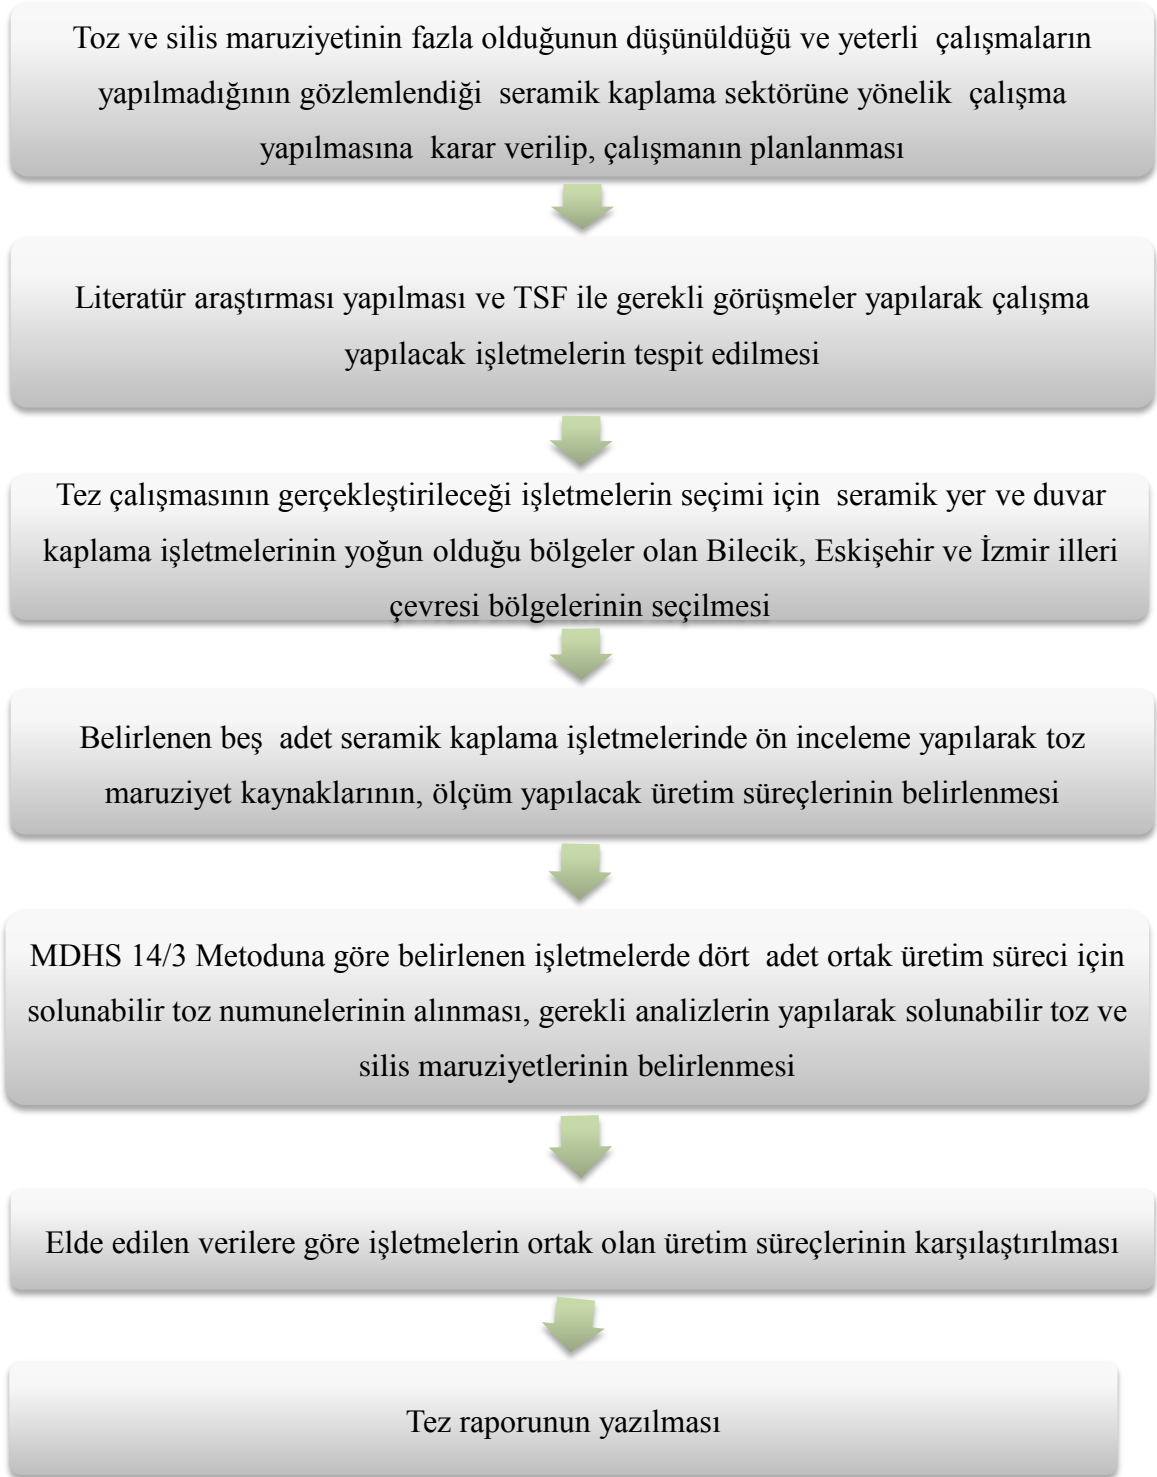 Toz ve silis maruziyetinin fazla olduğunun düşünüldüğü ve yeterli çalışmaların
yapılmadığının gözlemlendiği seramik kaplama sektörüne yönelik çalışma
yapılmasına karar verilip, çalışmanın planlanması
Literatür araştırması yapılması ve TSF ile gerekli görüşmeler yapılarak çalışma
yapılacak işletmelerin tespit edilmesi
Tez çalışmasının gerçekleştirileceği işletmelerin seçimi için seramik yer ve duvar
kaplama işletmelerinin yoğun olduğu bölgeler olan Bilecik, Eskişehir ve İzmir illeri
çevresi bölgelerinin seçilmesi
Belirlenen beş adet seramik kaplama işletmelerinde ön inceleme yapılarak toz
maruziyet kaynaklarının, ölçüm yapılacak üretim süreçlerinin belirlenmesi
MDHS 14/3 Metoduna göre belirlenen işletmelerde dört adet ortak üretim süreci için
solunabilir toz numunelerinin alınması, gerekli analizlerin yapılarak solunabilir toz ve
silis maruziyetlerinin belirlenmesi
Elde edilen verilere göre işletmelerin ortak olan üretim süreçlerinin karşılaştırılması
Tez raporunun yazılması